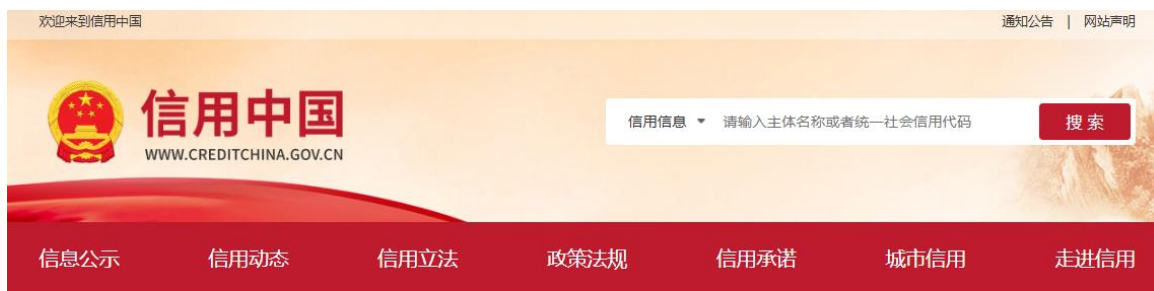 欢迎来到信用中国
通知公告 | 网站声明
信用中国
WWW.CREDITCHINA.GOV.CN
信用信息 请输入主体名称或者统一社会信用代码 搜索
信息公示 信用动态 信用立法 政策法规 信用承诺 城市信用 走进信用